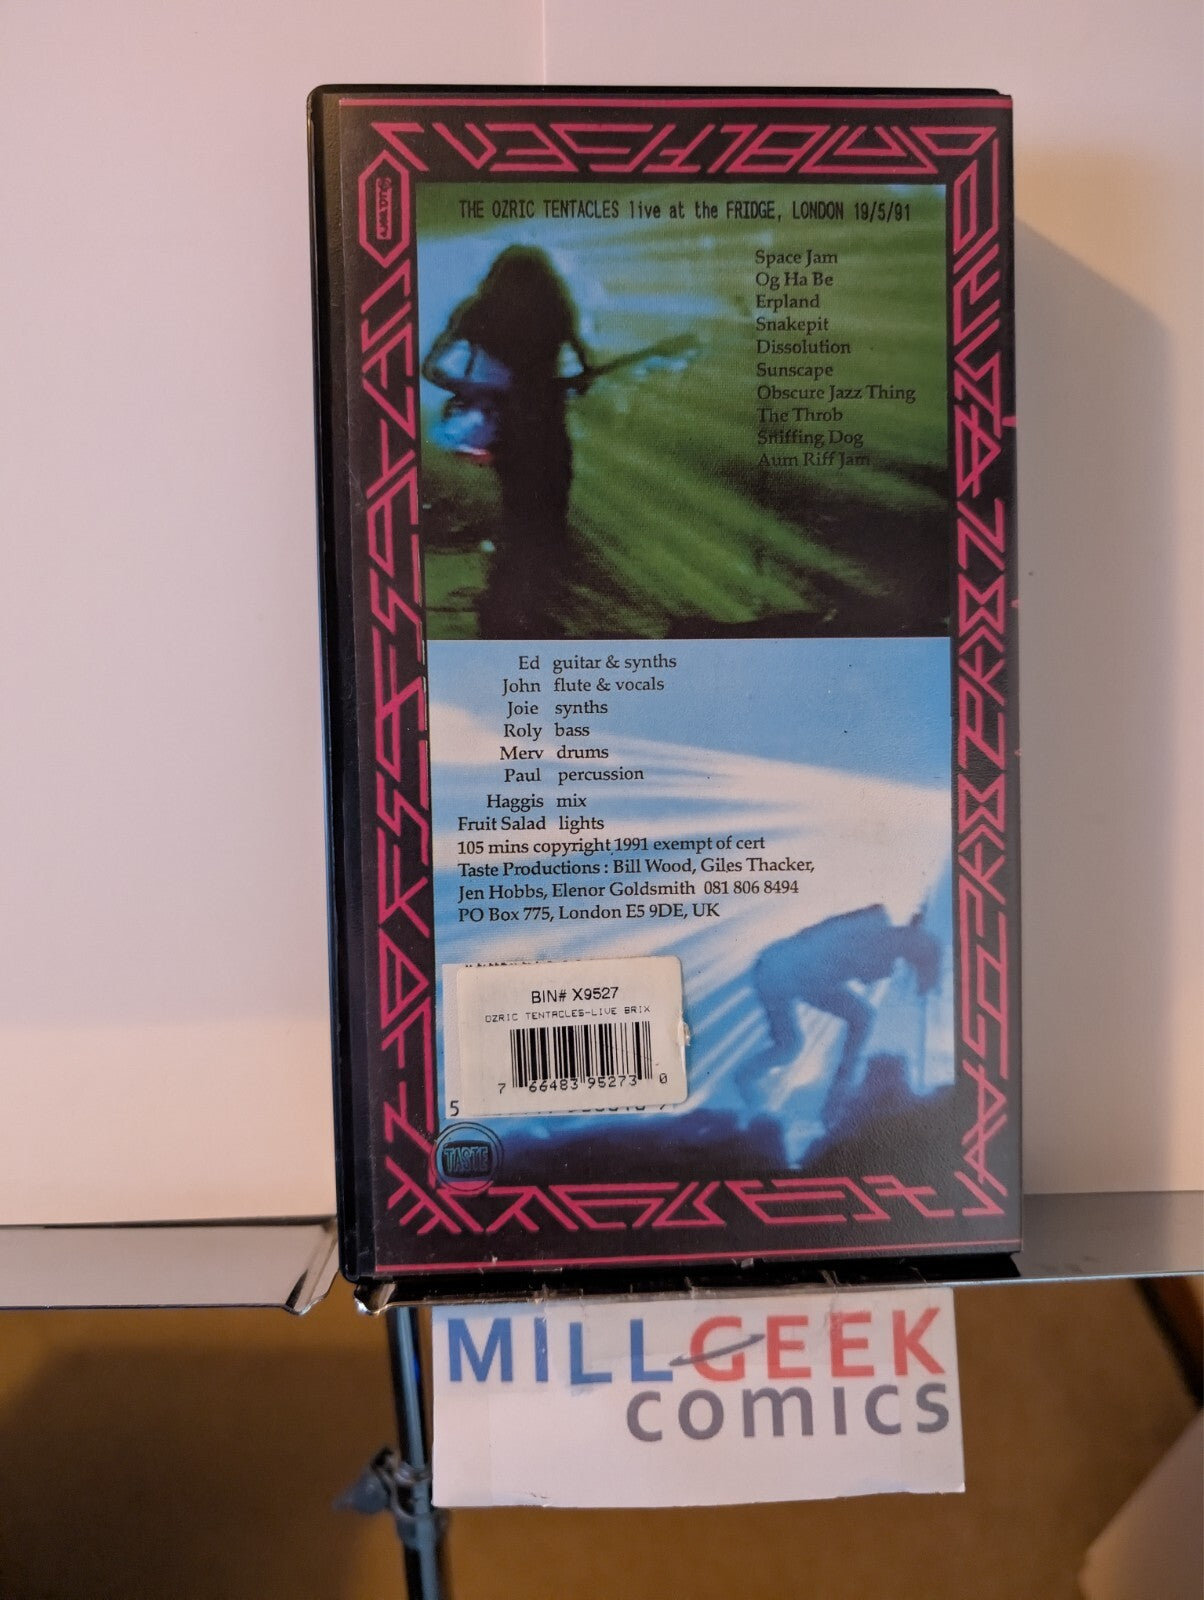 THE OZRIC TENTACLES live at the FRIDGE, LONDON 19/5/91
Space Jam
Og Ha Be
Erpland
Snakepit
Dissolution
Sunscape
Obscure Jazz Thing
The Throb
Sniffing Dog
Aum Riff Jam
Ed guitar & synths
John flute & vocals
Joie synths
Roly bass
Merv drums
Paul percussion
Haggis mix
Fruit Salad lights
105 mins copyright 1991 exempt of cert
Taste Productions : Bill Wood, Giles Thacker,
Jen Hobbs, Elenor Goldsmith 081 806 8494
PO Box 775, London E5 9DE, UK
BIN# X9527
OZRIC TENTACLES-LIVE BRIX
7 66483 95273 0
5
TASTE
MILLGEEK
comics